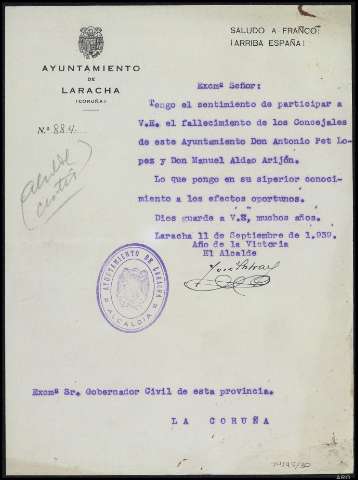 SALUDO A FRANCO!
¡ARRIBA ESPAÑA!
AYUNTAMIENTO
DE
LARACHA
(CORUÑA)
N.º 884
Excmº Señor:
Tengo el sentimiento de participar a
V.E. el fallecimiento de los Concejales
de este Ayuntamiento Don Antonio Pet Lo-
pez y Don Manuel Aldao Arijón.
Lo que pongo en su siperior conoci-
miento a los efectos oportunos.
Dios guarde a V.E, muchos años.
Laracha 11 de Septiembre de 1.939.
Año de la Victoria
El Alcalde
AYUNTAMIENTO DE LARACHA
ALCALDIA
Excmº Sr. Gobernador Civil de esta provincia.
LA CORUÑA